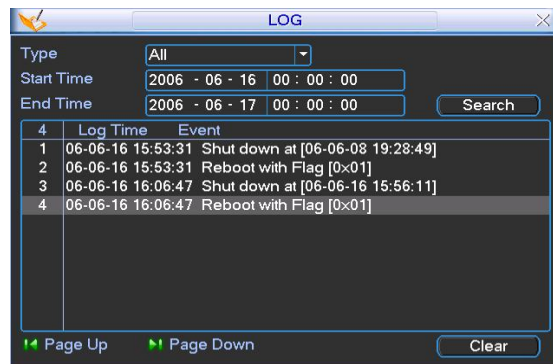 LOG
Type All
Start Time 2006 - 06 - 16 00 : 00 : 00
End Time 2006 - 06 - 17 00 : 00 : 00 Search
4 Log Time Event
1 06-06-16 15:53:31 Shut down at [06-06-08 19:28:49]
2 06-06-16 15:53:31 Reboot with Flag [0×01]
3 06-06-16 16:06:47 Shut down at [06-06-16 15:56:11]
4 06-06-16 16:06:47 Reboot with Flag [0×01]
Page Up Page Down Clear